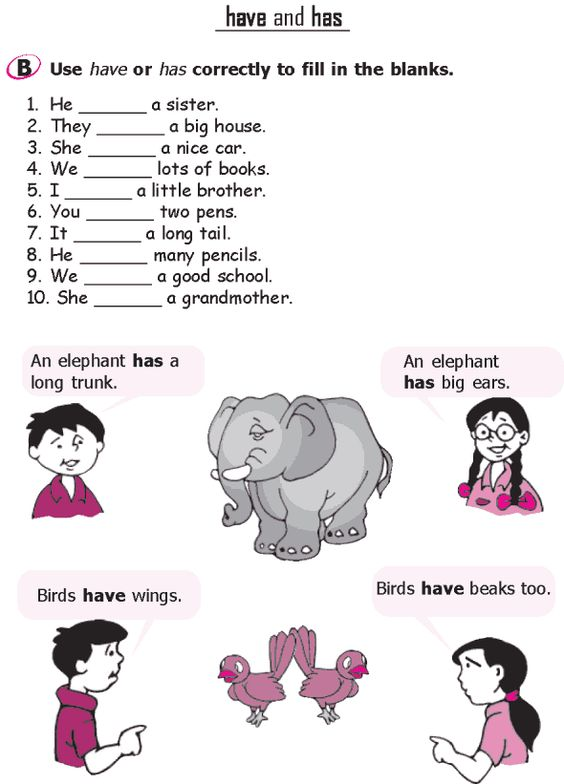 have and has
B Use have or has correctly to fill in the blanks.
1. He _______ a sister.
2. They _______ a big house.
3. She _______ a nice car.
4. We _______ lots of books.
5. I _______ a little brother.
6. You _______ two pens.
7. It _______ a long tail.
8. He _______ many pencils.
9. We _______ a good school.
10. She _______ a grandmother.
An elephant has a
long trunk.
An elephant
has big ears.
Birds have wings.
Birds have beaks too.